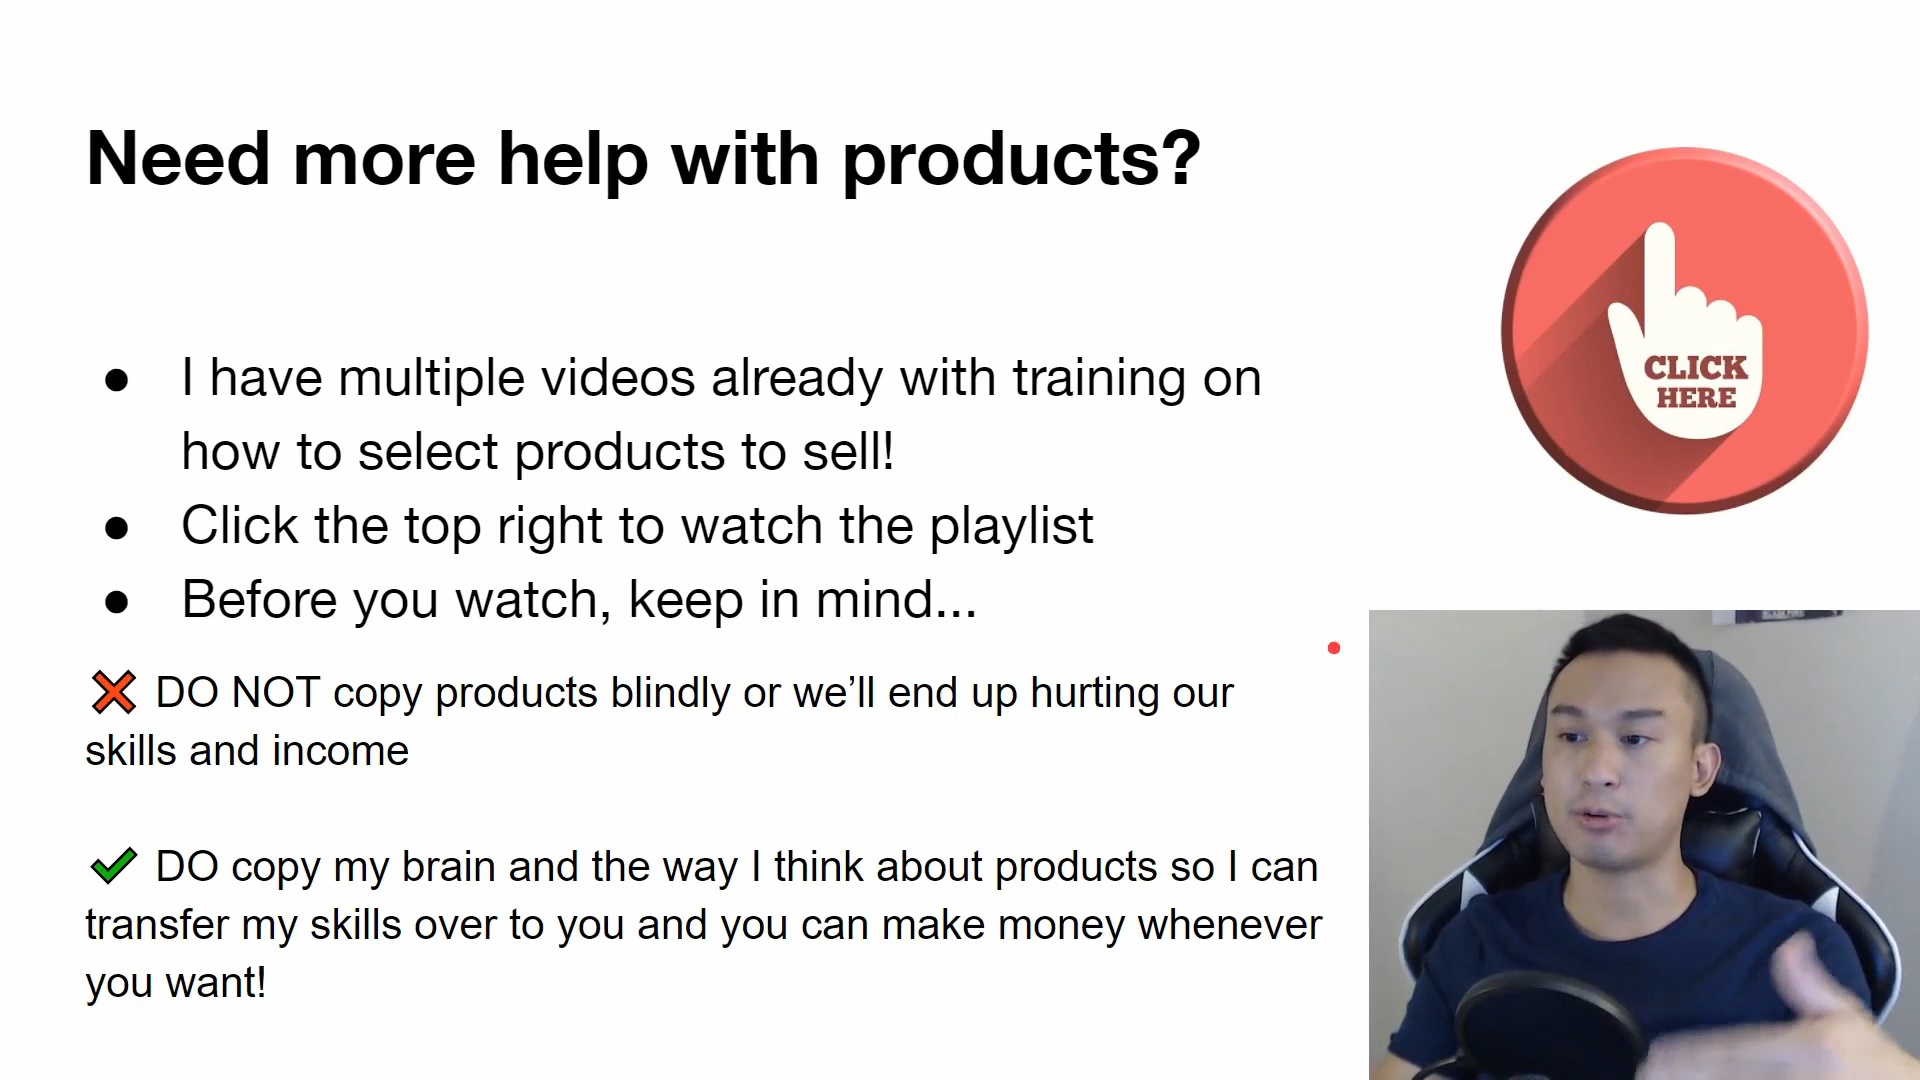 Need more help with products?
● I have multiple videos already with training on
how to select products to sell!
● Click the top right to watch the playlist
● Before you watch, keep in mind...
❌ DO NOT copy products blindly or we’ll end up hurting our
skills and income
✔ DO copy my brain and the way I think about products so I can
transfer my skills over to you and you can make money whenever
you want!
CLICK
HERE